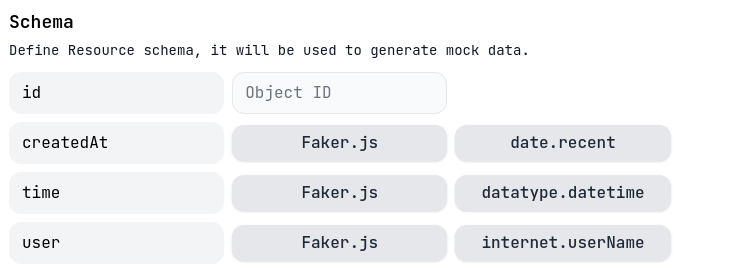 Schema
Define Resource schema, it will be used to generate mock data.
id Object ID
createdAt Faker.js date.recent
time Faker.js datatype.datetime
user Faker.js internet.userName